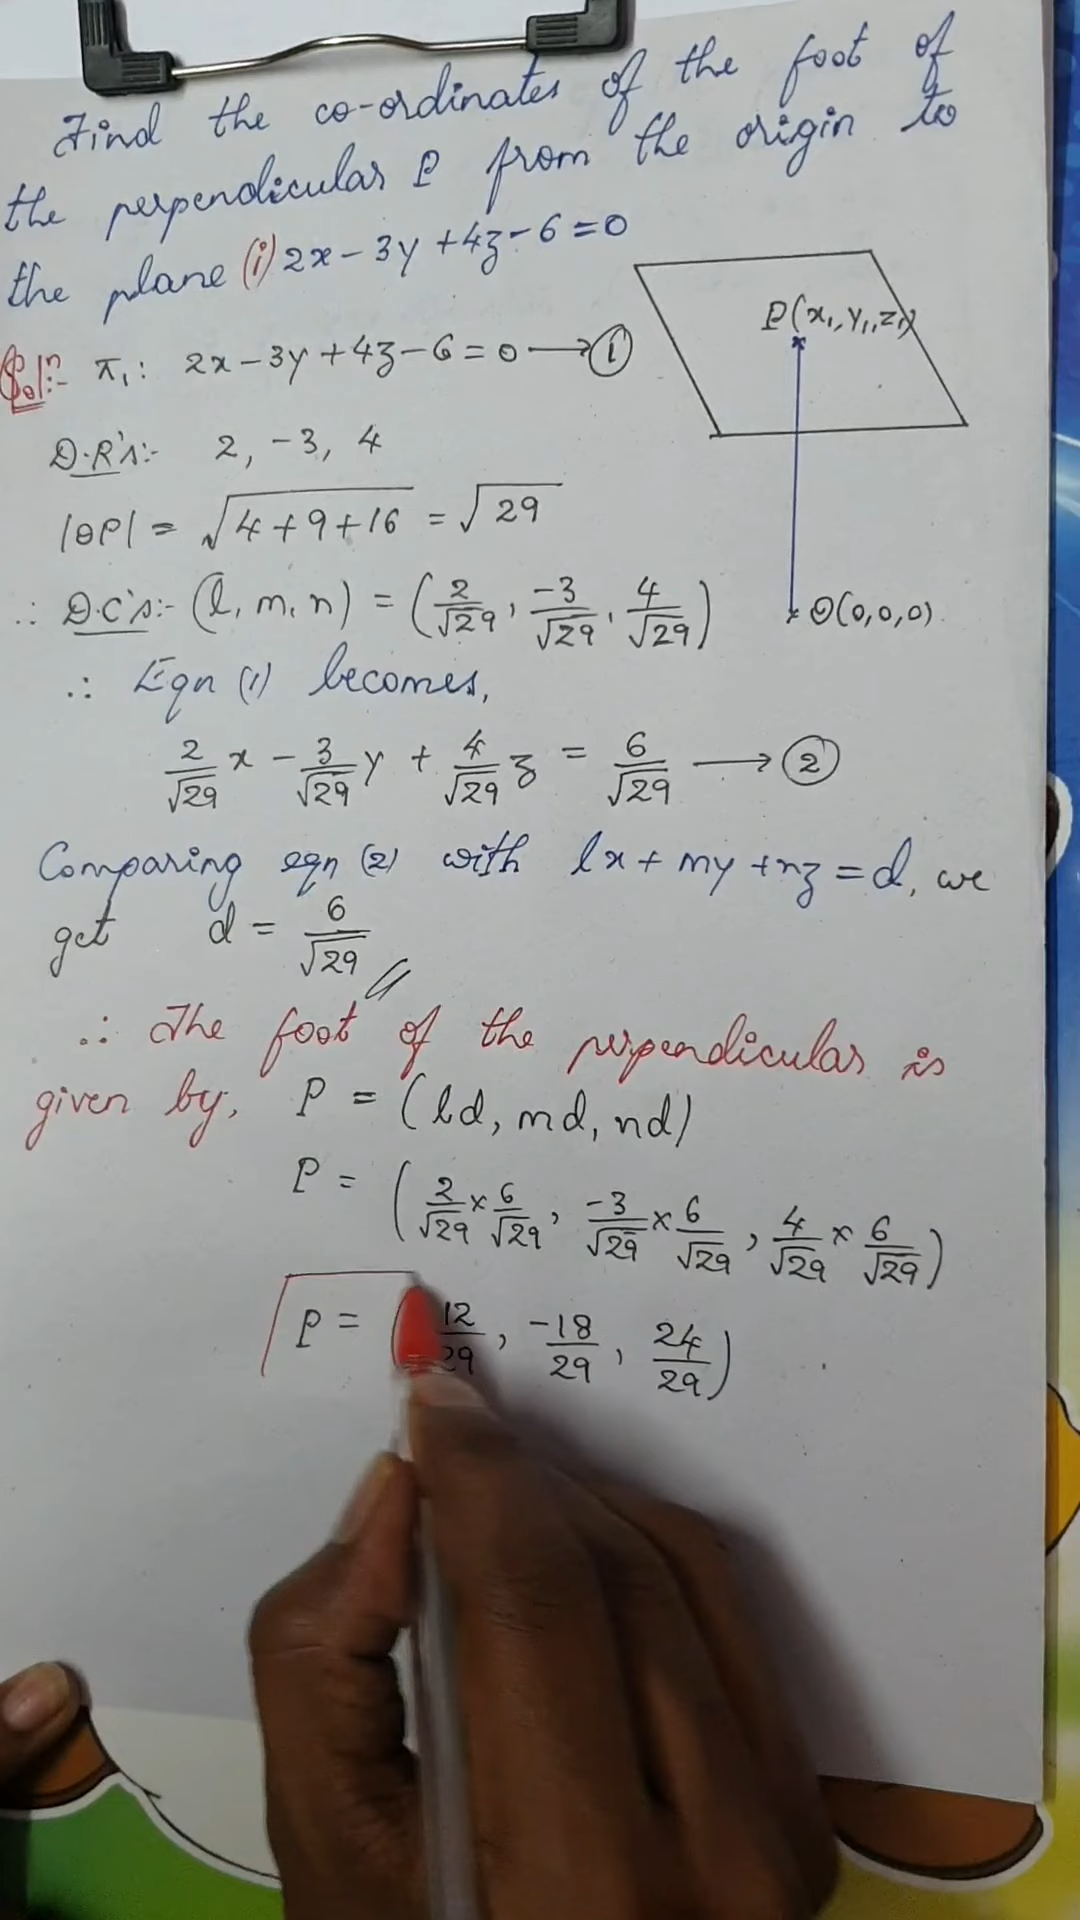 Find the co-ordinates of the foot of
the perpendicular P from the origin to
the plane (i) 2x - 3y + 4z - 6 = 0
P(x₁, y₁, z₁)
Solⁿ:- π₁: 2x - 3y + 4z - 6 = 0 → ①
D.R's:- 2, -3, 4
|OP| = √(4+9+16) = √29
∴ D.C's:- (l, m, n) = (2/√29, -3/√29, 4/√29)
O(0,0,0)
∴ Eqn (1) becomes,
2/√29 x - 3/√29 y + 4/√29 z = 6/√29 → ②
Comparing eqn (2) with lx + my + nz = d, we
get d = 6/√29
∴ The foot of the perpendicular is
given by, P = (ld, md, nd)
P = (2/√29 × 6/√29, -3/√29 × 6/√29, 4/√29 × 6/√29)
P = (12/29, -18/29, 24/29)